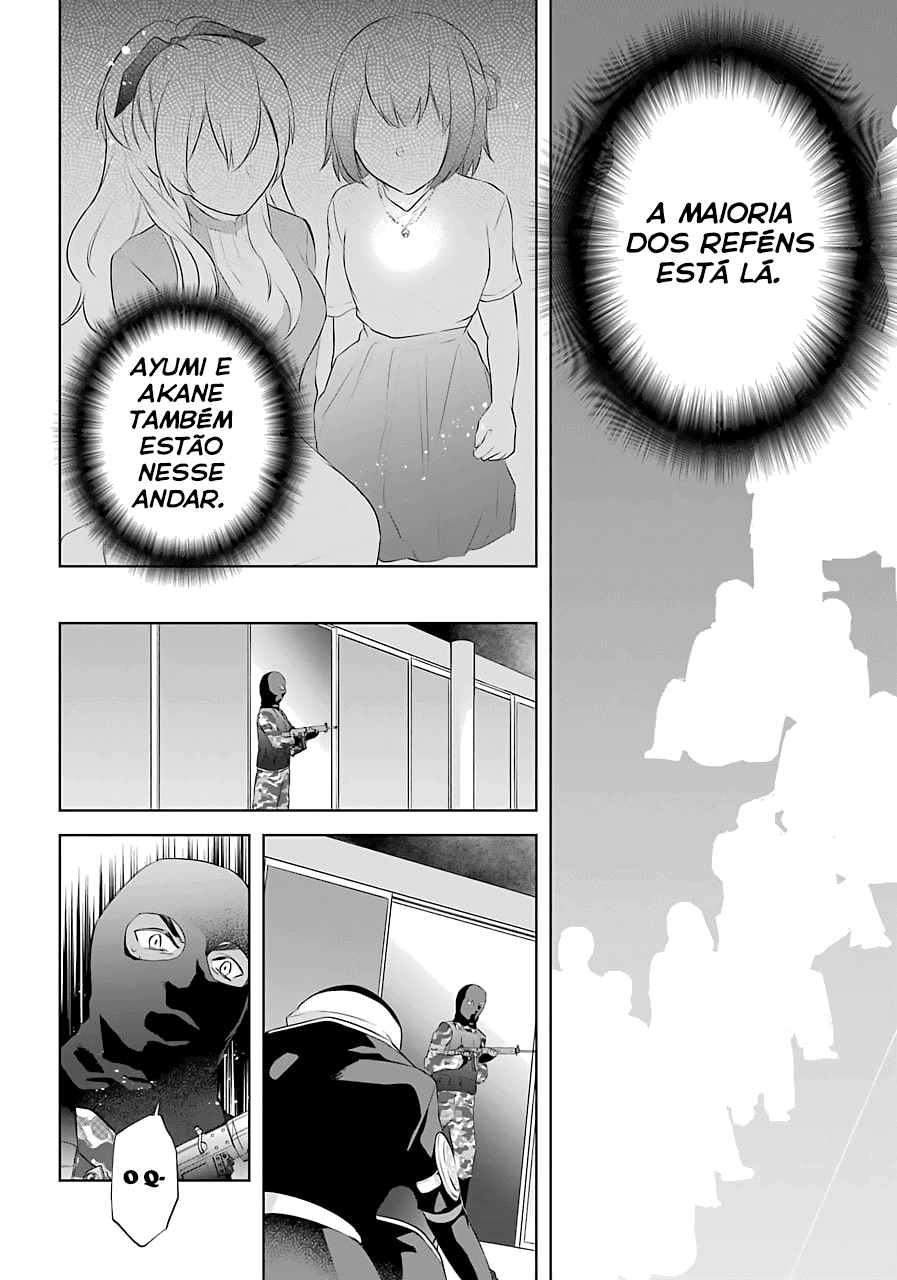 A MAIORIA
DOS REFÉNS
ESTÁ LÁ.
AYUMI E
AKANE
TAMBÉM
ESTÃO
NESSE
ANDAR.
O Q-